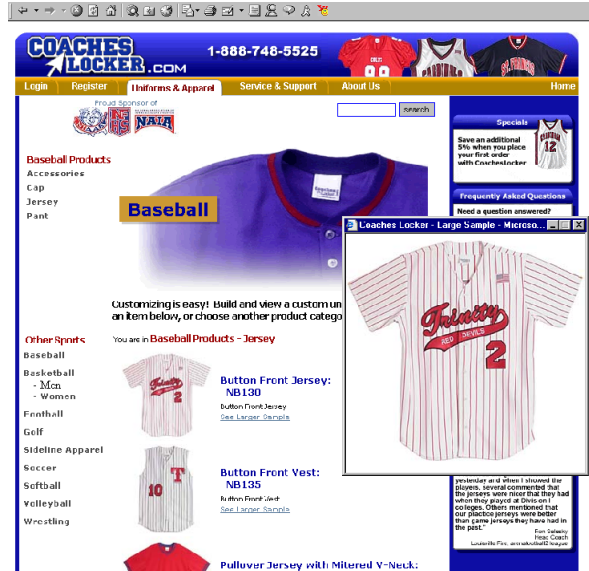 COACHES
LOCKER.COM
1-888-748-5525
Login Register Uniforms & Apparel Service & Support About Us Home
Proud Sponsor of
NAIA
search
Specials
Save an additional
5% when you place
your first order
with CoachesLocker
Frequently Asked Questions
Need a question answered?
Baseball Products
Accessories
Cap
Jersey
Pant
Baseball
Coaches Locker - Large Sample - Microso...
Trinity
RED DEVILS
2
Customizing is easy! Build and view a custom un
an item below, or choose another product catego
You are in Baseball Products - Jersey
Other Sports
Baseball
Basketball
- Men
- Women
Football
Golf
Sideline Apparel
Soccer
Softball
Volleyball
Wrestling
Trinity
2
Button Front Jersey:
NB130
Button Front Jersey
See Larger Sample
T
10
Button Front Vest:
NB135
Button Front Vest
See Larger Sample
Pullover Jersey with Mitered V-Neck:
yesterday and when I showed the
players, several commented that
the jerseys were nicer that they had
when they played at Division I
colleges. Others mentioned that
our practice jerseys were better
than game jerseys they have had in
the past."
Head Coach